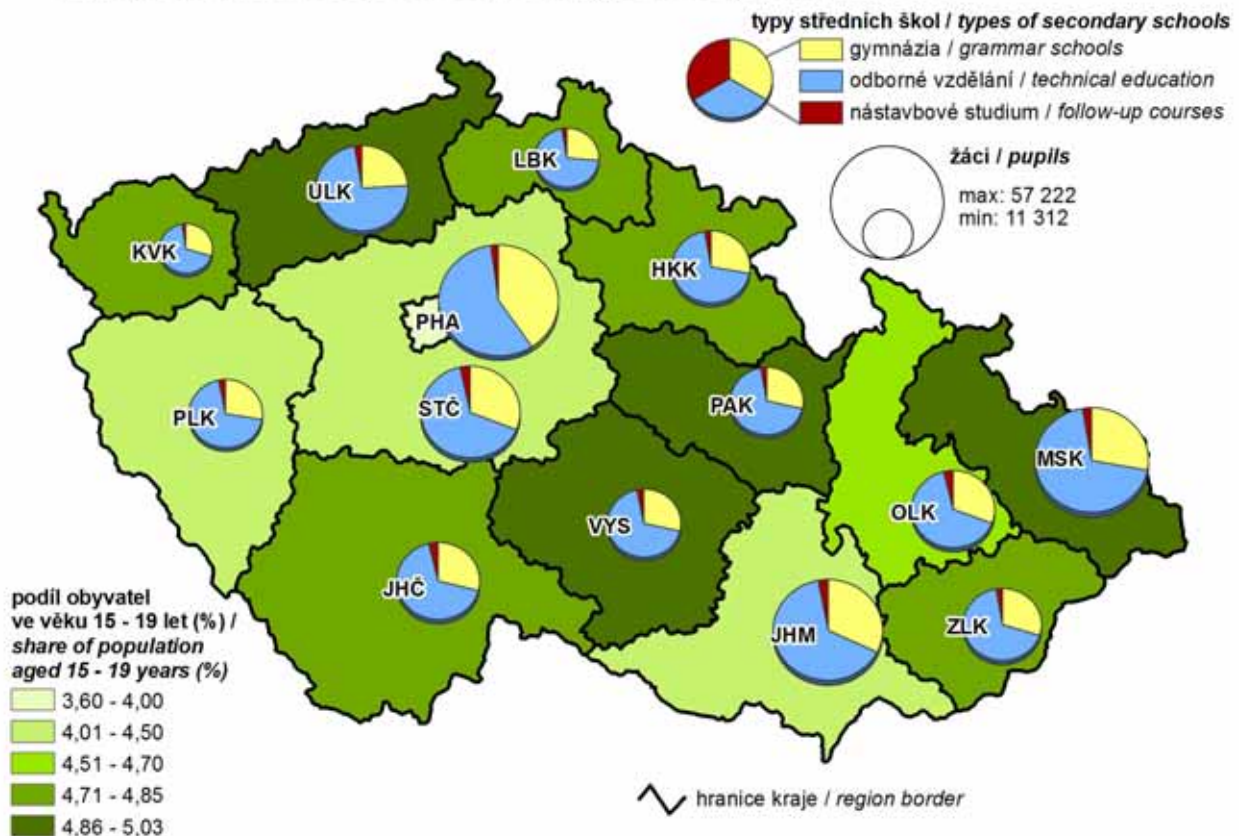 typy středních škol / types of secondary schools
gymnázia / grammar schools
odborné vzdělání / technical education
nástavbové studium / follow-up courses
žáci / pupils
max: 57 222
min: 11 312
LBK
ULK
KVK
HKK
PHA
STČ
PLK
PAK
MSK
OLK
VYS
JHČ
JHM
ZLK
podíl obyvatel
ve věku 15 - 19 let (%) /
share of population
aged 15 - 19 years (%)
3,60 - 4,00
4,01 - 4,50
4,51 - 4,70
4,71 - 4,85
4,86 - 5,03
hranice kraje / region border